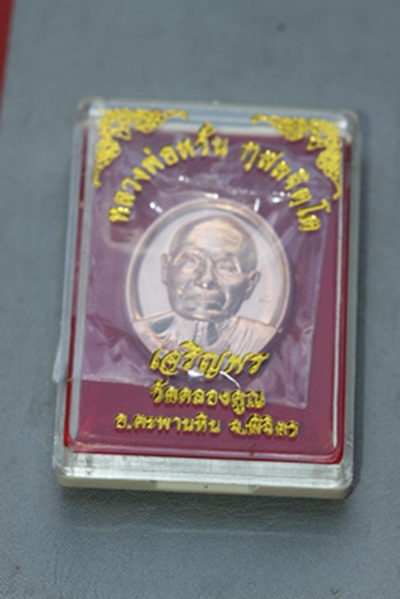 หลวงพ่อหวั่น กุสลจิตฺโต
เจริญพร
วัดคลองคูณ
อ.ตะพานหิน จ.พิจิตร